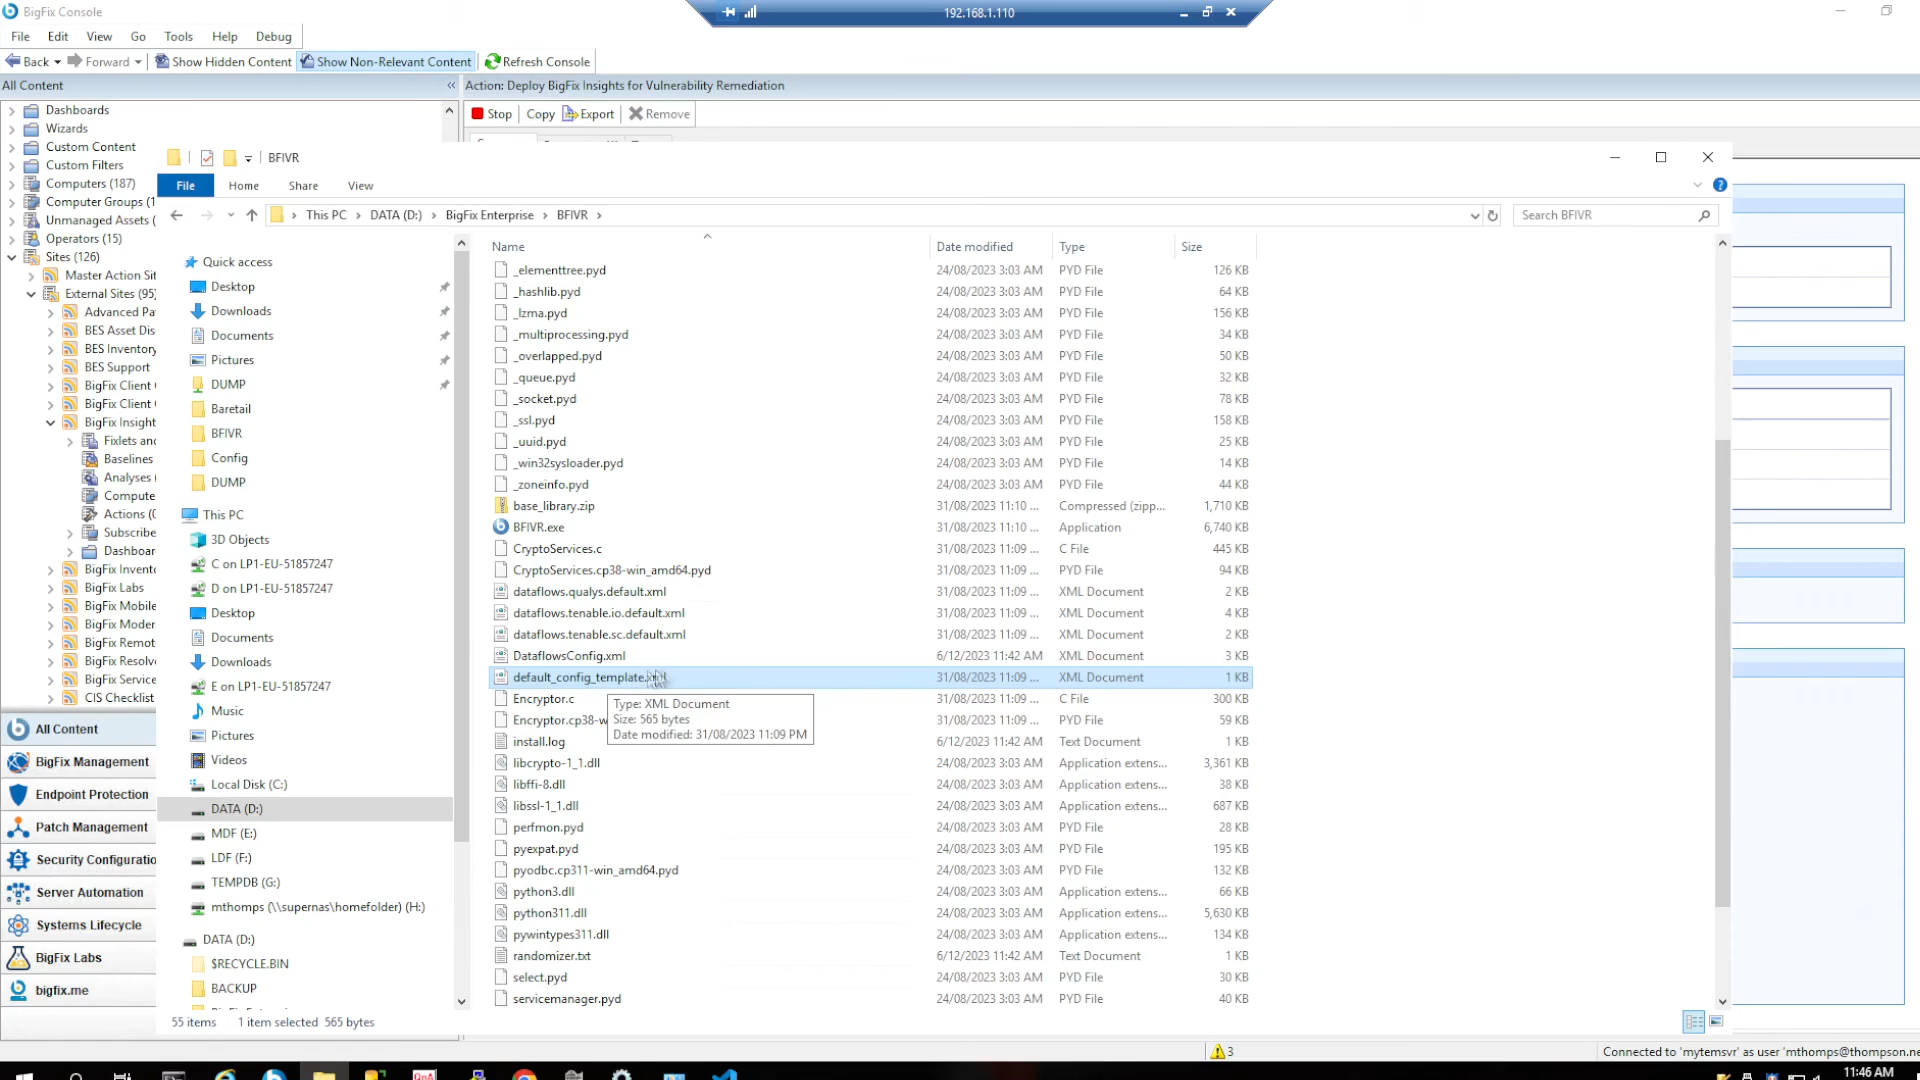 BigFix Console
192.168.1.110
File Edit View Go Tools Help Debug
Back Forward Show Hidden Content Show Non-Relevant Content Refresh Console
All Content
Action: Deploy BigFix Insights for Vulnerability Remediation
Stop Copy Export Remove
Dashboards
Wizards
Custom Content
Custom Filters
Computers (187)
Computer Groups (1
Unmanaged Assets (
Operators (15)
Sites (126)
Master Action Sit
External Sites (95)
Advanced Pa
BES Asset Dis
BES Inventory
BES Support
BigFix Client
BigFix Client
BigFix Insight
Fixlets and
Baselines
Analyses
Compute
Actions (0
Subscribe
Dashboar
BigFix Invento
BigFix Labs
BigFix Mobile
BigFix Moder
BigFix Remot
BigFix Resolve
BigFix Service
CIS Checklist
All Content
BigFix Management
Endpoint Protection
Patch Management
Security Configuratio
Server Automation
Systems Lifecycle
BigFix Labs
bigfix.me
BFIVR
File Home Share View
This PC DATA (D:) BigFix Enterprise BFIVR
Search BFIVR
Quick access
Desktop
Downloads
Documents
Pictures
DUMP
Baretail
BFIVR
Config
DUMP
This PC
3D Objects
C on LP1-EU-51857247
D on LP1-EU-51857247
Desktop
Documents
Downloads
E on LP1-EU-51857247
Music
Pictures
Videos
Local Disk (C:)
DATA (D:)
MDF (E:)
LDF (F:)
TEMPDB (G:)
mthomps (\\supernas\homefolder) (H:)
DATA (D:)
$RECYCLE.BIN
BACKUP
Name Date modified Type Size
_elementtree.pyd 24/08/2023 3:03 AM PYD File 126 KB
_hashlib.pyd 24/08/2023 3:03 AM PYD File 64 KB
_lzma.pyd 24/08/2023 3:03 AM PYD File 156 KB
_multiprocessing.pyd 24/08/2023 3:03 AM PYD File 34 KB
_overlapped.pyd 24/08/2023 3:03 AM PYD File 50 KB
_queue.pyd 24/08/2023 3:03 AM PYD File 32 KB
_socket.pyd 24/08/2023 3:03 AM PYD File 78 KB
_ssl.pyd 24/08/2023 3:03 AM PYD File 158 KB
_uuid.pyd 24/08/2023 3:03 AM PYD File 25 KB
_win32sysloader.pyd 24/08/2023 3:03 AM PYD File 14 KB
_zoneinfo.pyd 24/08/2023 3:03 AM PYD File 44 KB
base_library.zip 31/08/2023 11:10 ... Compressed (zipp... 1,710 KB
BFIVR.exe 31/08/2023 11:10 ... Application 6,740 KB
CryptoServices.c 31/08/2023 11:09 ... C File 445 KB
CryptoServices.cp38-win_amd64.pyd 31/08/2023 11:09 ... PYD File 94 KB
dataflows.qualys.default.xml 31/08/2023 11:09 ... XML Document 2 KB
dataflows.tenable.io.default.xml 31/08/2023 11:09 ... XML Document 4 KB
dataflows.tenable.sc.default.xml 31/08/2023 11:09 ... XML Document 2 KB
DataflowsConfig.xml 6/12/2023 11:42 AM XML Document 3 KB
default_config_template.xml 31/08/2023 11:09 ... XML Document 1 KB
Encryptor.c 31/08/2023 11:09 ... C File 300 KB
Encryptor.cp38-w 31/08/2023 11:09 ... PYD File 59 KB
Type: XML Document
Size: 565 bytes
Date modified: 31/08/2023 11:09 PM
install.log 6/12/2023 11:42 AM Text Document 1 KB
libcrypto-1_1.dll 24/08/2023 3:03 AM Application extens... 3,361 KB
libffi-8.dll 24/08/2023 3:03 AM Application extens... 38 KB
libssl-1_1.dll 24/08/2023 3:03 AM Application extens... 687 KB
perfmon.pyd 24/08/2023 3:03 AM PYD File 28 KB
pyexpat.pyd 24/08/2023 3:03 AM PYD File 195 KB
pyodbc.cp311-win_amd64.pyd 24/08/2023 3:03 AM PYD File 132 KB
python3.dll 24/08/2023 3:03 AM Application extens... 66 KB
python311.dll 24/08/2023 3:03 AM Application extens... 5,630 KB
pywintypes311.dll 24/08/2023 3:03 AM Application extens... 134 KB
randomizer.txt 6/12/2023 11:42 AM Text Document 1 KB
select.pyd 24/08/2023 3:03 AM PYD File 30 KB
servicemanager.pyd 24/08/2023 3:03 AM PYD File 40 KB
55 items 1 item selected 565 bytes
3
Connected to 'mytemsvr' as user 'mthomps@thompson.ne
11:46 AM